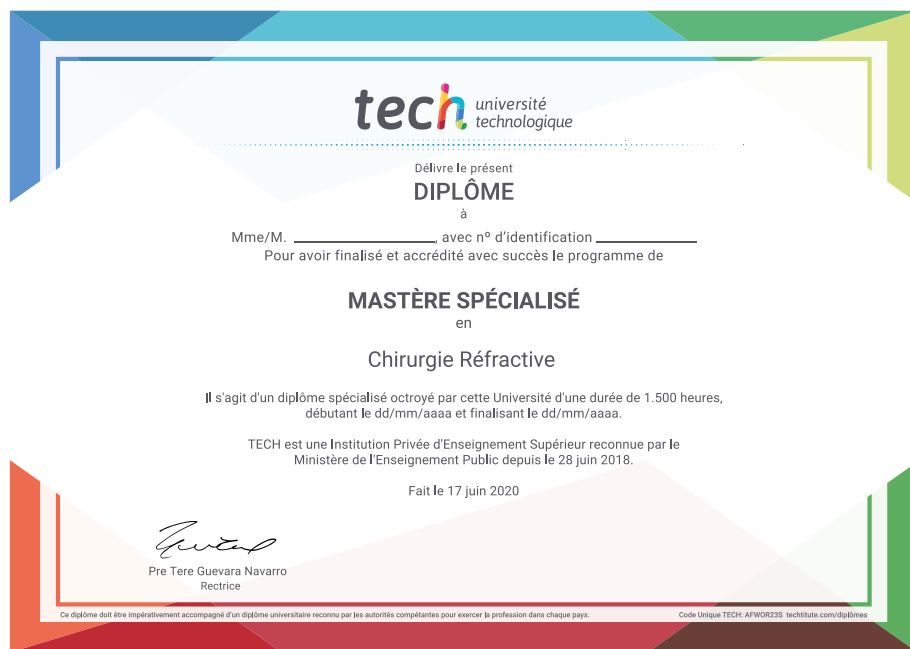 tech université
technologique
Délivre le présent
DIPLÔME
à
Mme/M. ____________, avec nº d'identification ____________
Pour avoir finalisé et accrédité avec succès le programme de
MASTÈRE SPÉCIALISÉ
en
Chirurgie Réfractive
Il s'agit d'un diplôme spécialisé octroyé par cette Université d'une durée de 1.500 heures,
débutant le dd/mm/aaaa et finalisant le dd/mm/aaaa.
TECH est une Institution Privée d'Enseignement Supérieur reconnue par le
Ministère de l'Enseignement Public depuis le 28 juin 2018.
Fait le 17 juin 2020
Pre Tere Guevara Navarro
Rectrice
Ce diplôme doit être impérativement accompagné d'un diplôme universitaire reconnu par les autorités compétantes pour exercer la profession dans chaque pays.
Code Unique TECH: AFWOR23S techtitute.com/diplômes